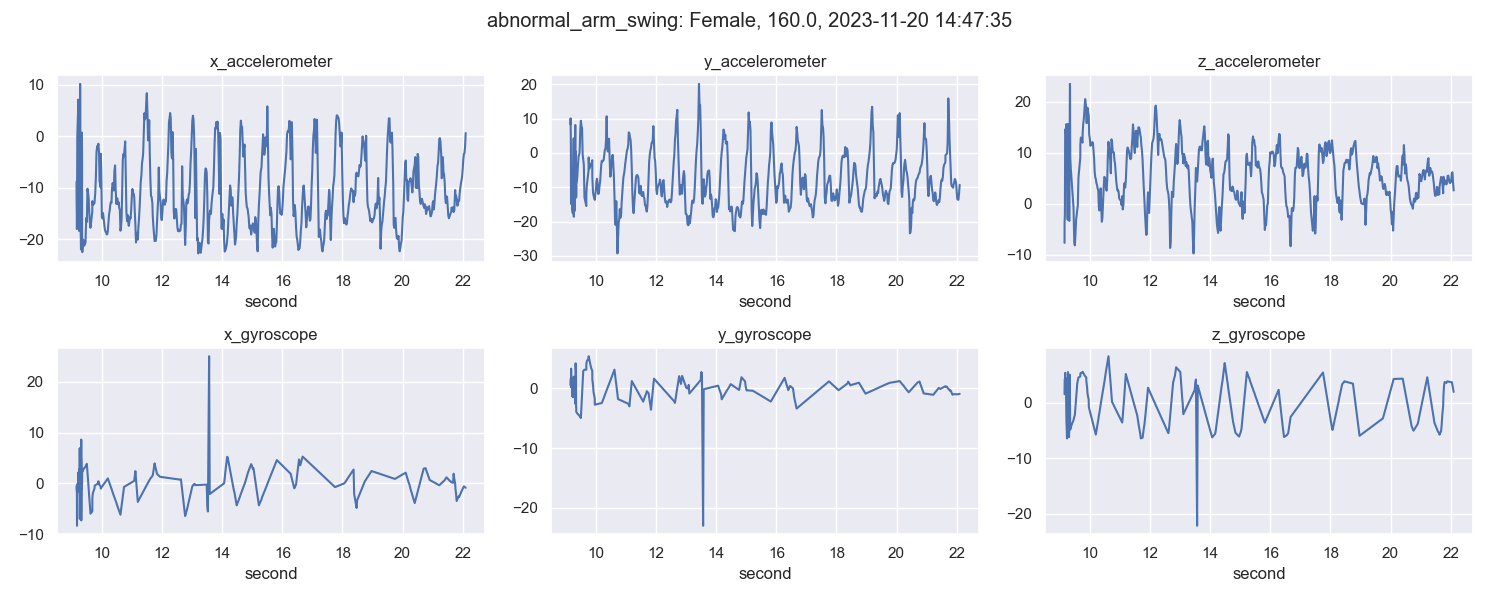 abnormal_arm_swing: Female, 160.0, 2023-11-20 14:47:35
x_accelerometer
y_accelerometer
z_accelerometer
10
0
−10
−20
10 12 14 16 18 20 22
second
20
10
0
−10
−20
−30
10 12 14 16 18 20 22
second
20
10
0
−10
10 12 14 16 18 20 22
second
x_gyroscope
y_gyroscope
z_gyroscope
20
10
0
−10
10 12 14 16 18 20 22
second
0
−10
−20
10 12 14 16 18 20 22
second
0
−10
−20
10 12 14 16 18 20 22
second